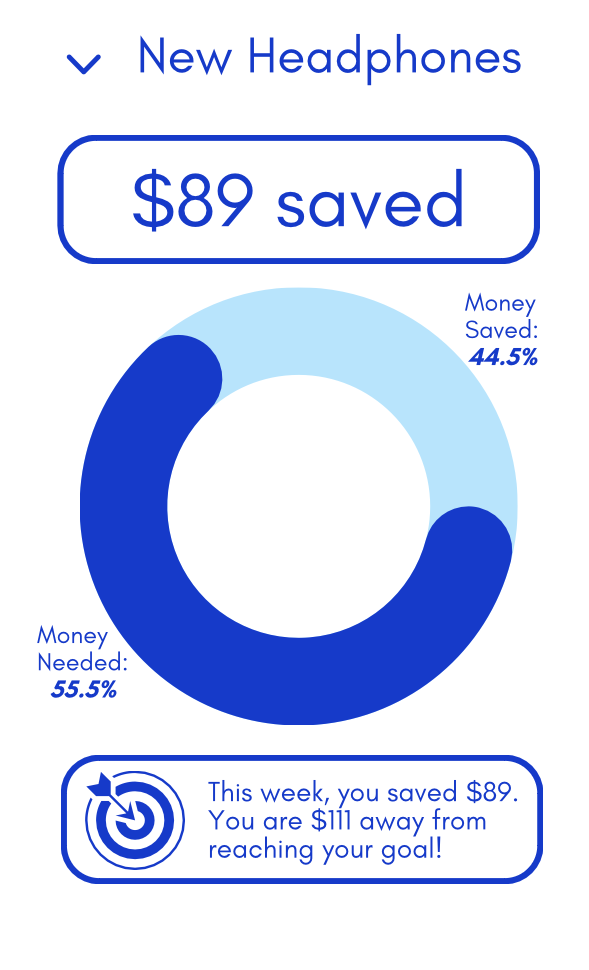 New Headphones
$89 saved
Money
Saved:
44.5%
Money
Needed:
55.5%
This week, you saved $89.
You are $111 away from
reaching your goal!